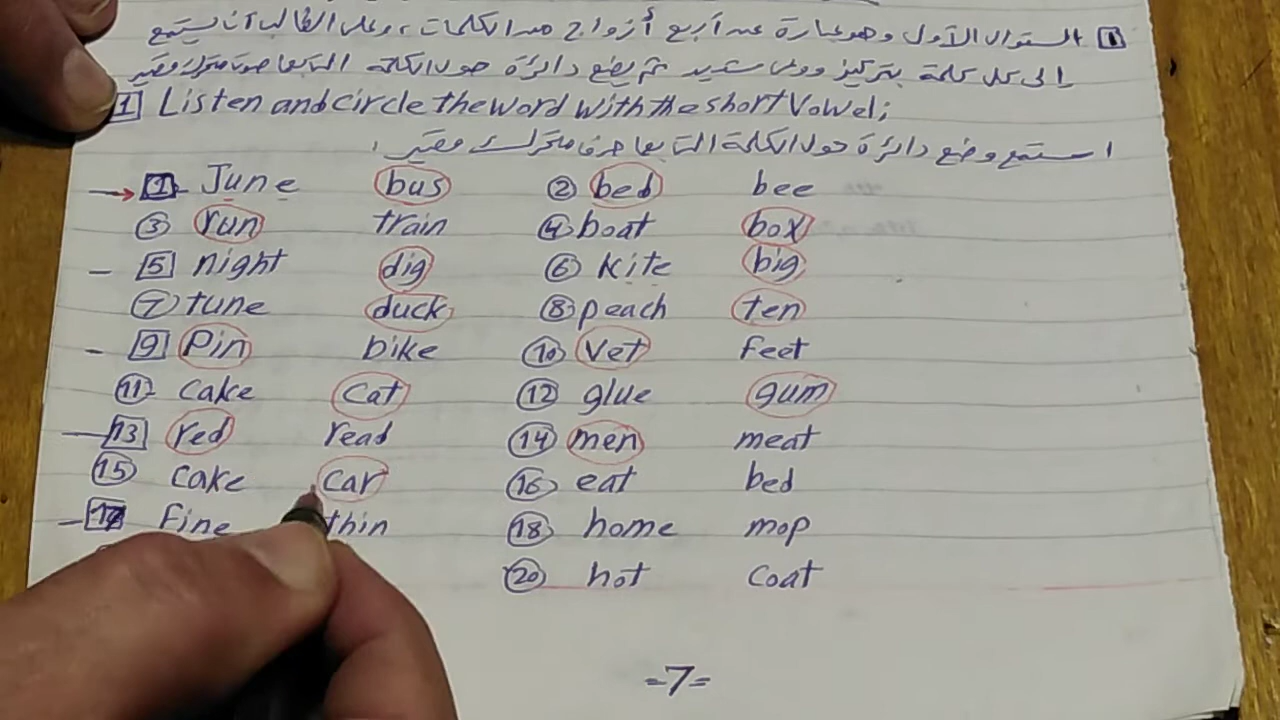 1 السؤال الأول وهو عبارة عن أربع أزواج من الكلمات، وعلى الطالب أن يستمع
إلى كل كلمة بتركيز ووعي شديد ثم يضع دائرة حول الكلمة التي بها صوت متحرك قصير
1 Listen and circle the word with the short Vowel;
استمع وضع دائرة حول الكلمة التي بها حرف متحرك قصير:
1 June bus 2 bed bee
3 run train 4 boat box
5 night dig 6 kite big
7 tune duck 8 peach ten
9 Pin bike 10 vet feet
11 cake cat 12 glue gum
13 red read 14 men meat
15 cake car 16 eat bed
17 fine thin 18 home mop
20 hot coat
=7=